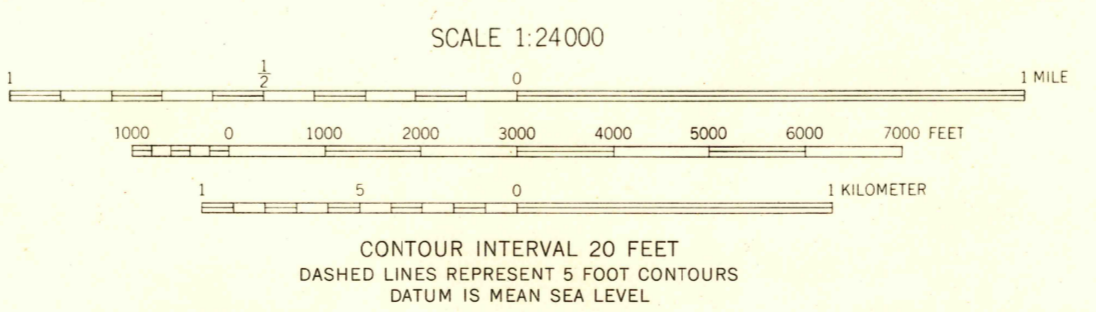 SCALE 1:24000
1 1/2 0 1 MILE
1000 0 1000 2000 3000 4000 5000 6000 7000 FEET
1 5 0 1 KILOMETER
CONTOUR INTERVAL 20 FEET
DASHED LINES REPRESENT 5 FOOT CONTOURS
DATUM IS MEAN SEA LEVEL